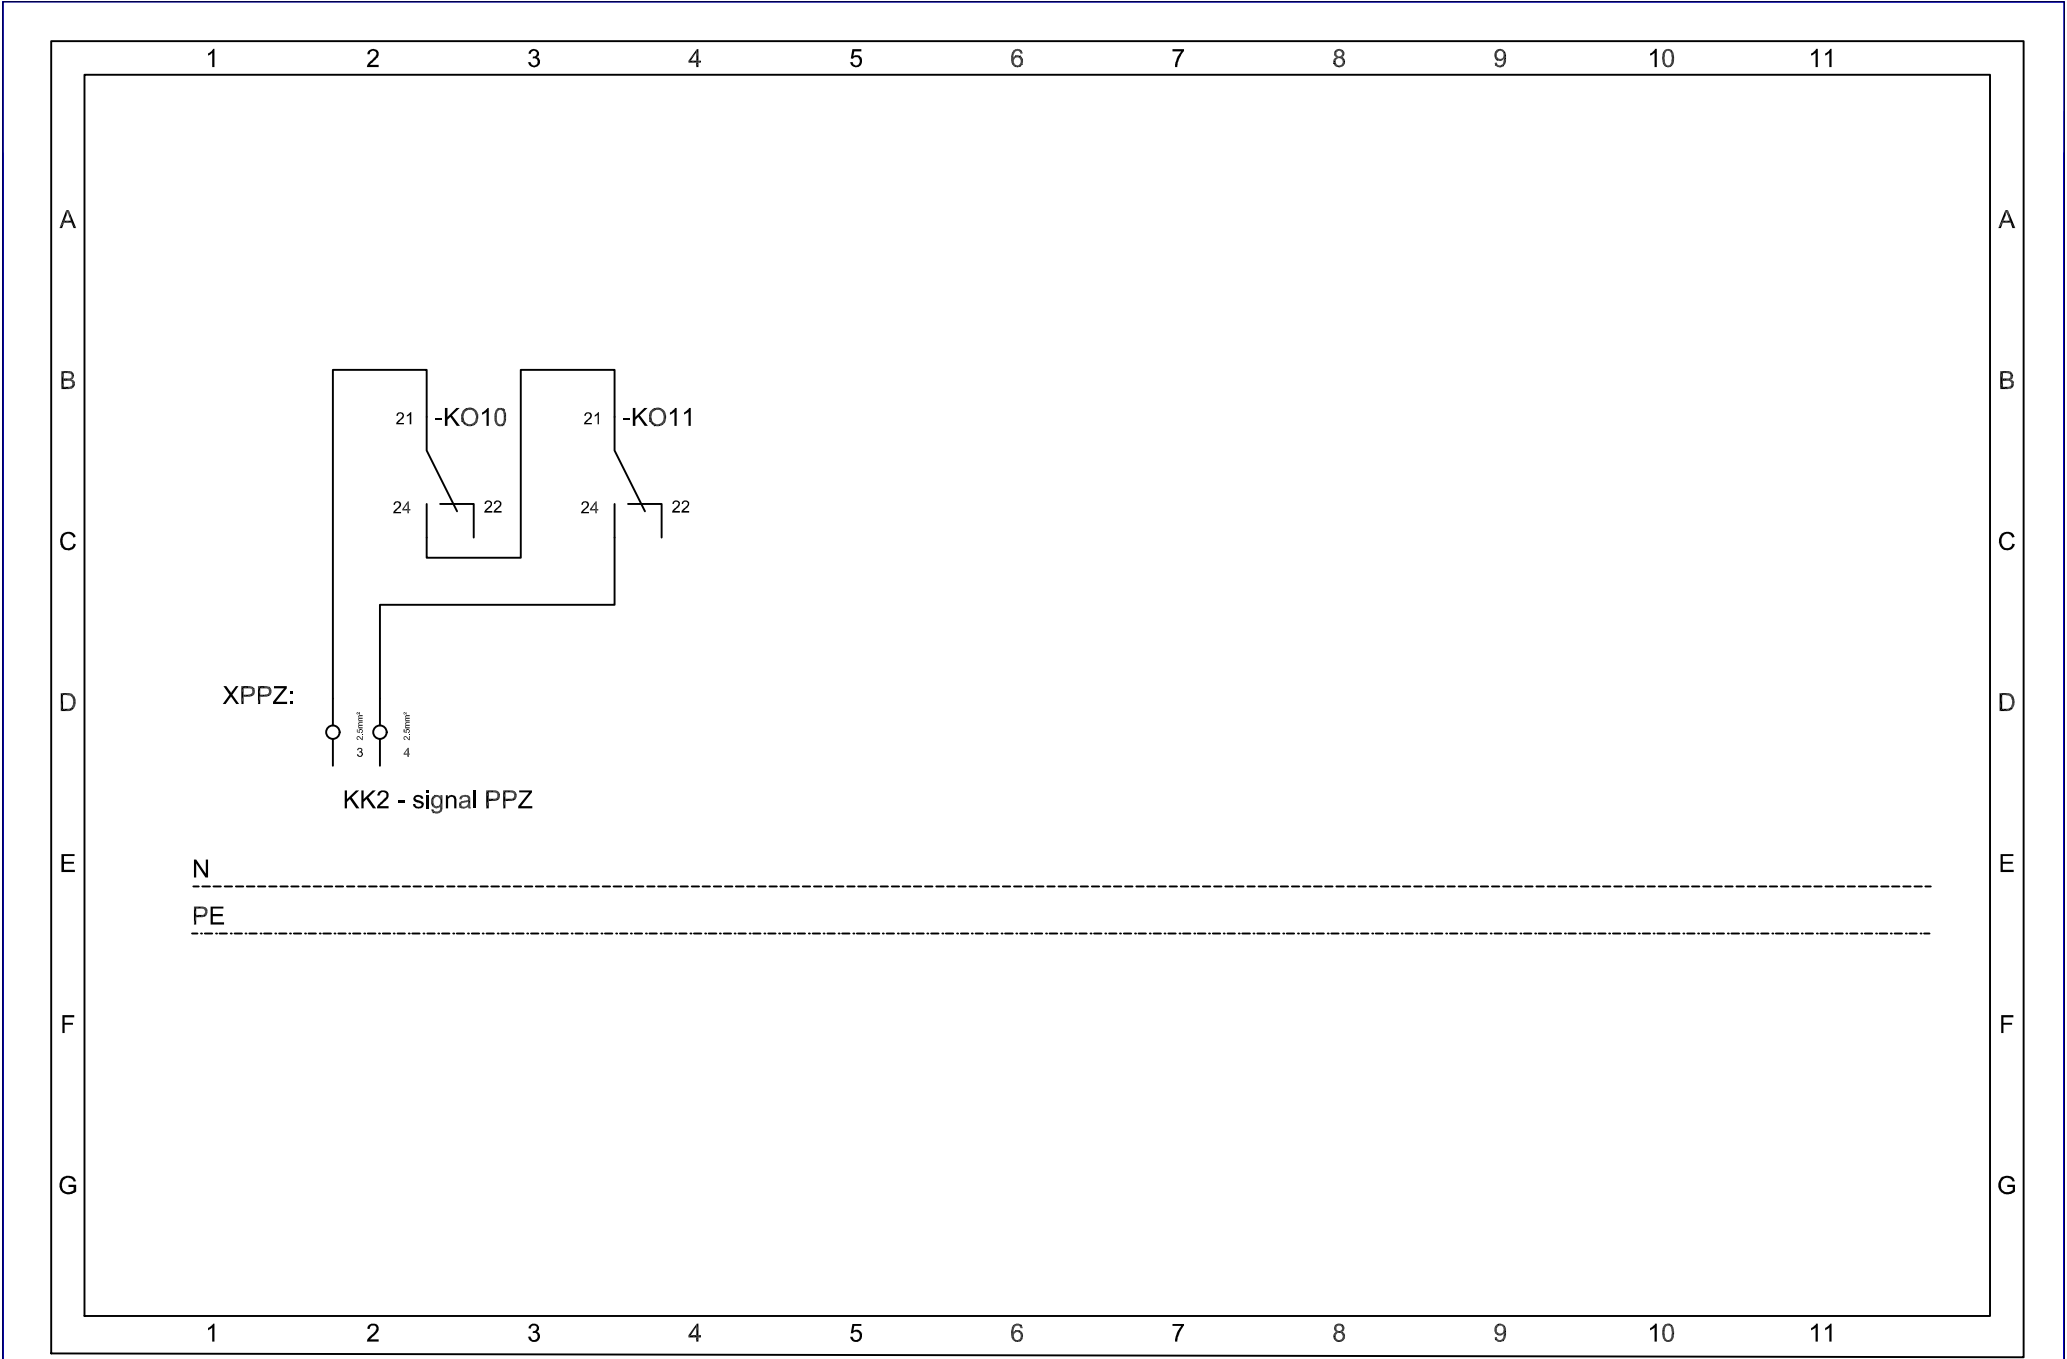 1 2 3 4 5 6 7 8 9 10 11
A A
B B
21 -KO10 21 -KO11
24 22 24 22
C C
XPPZ:
D D
2.5mm² 2.5mm²
3 4
KK2 - signal PPZ
E E
N
PE
F F
G G
1 2 3 4 5 6 7 8 9 10 11